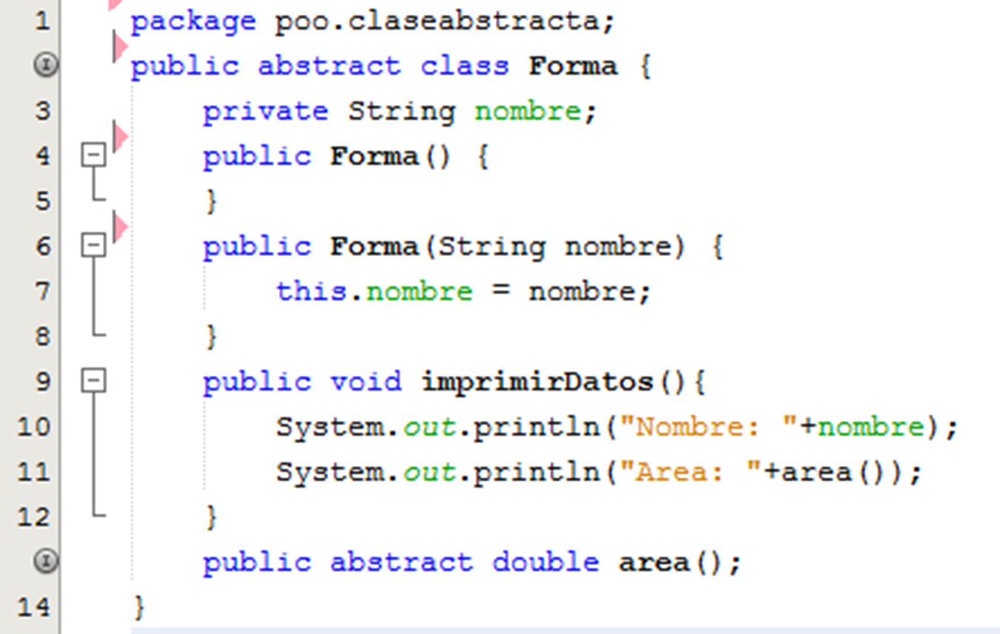 1 package poo.claseabstracta;
public abstract class Forma {
3     private String nombre;
4     public Forma() {
5     }
6     public Forma(String nombre) {
7         this.nombre = nombre;
8     }
9     public void imprimirDatos(){
10         System.out.println("Nombre: "+nombre);
11         System.out.println("Area: "+area());
12     }
    public abstract double area();
14 }